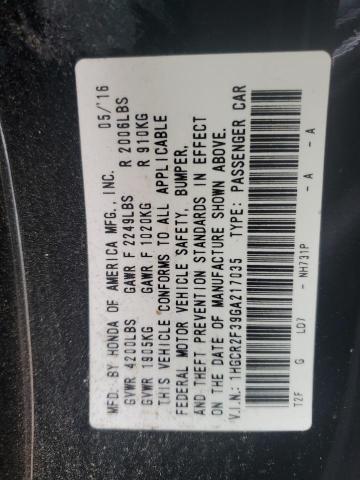 MFD. BY HONDA OF AMERICA MFG., INC. 05/'16
GVWR 4200LBS GAWR F 2249LBS R 2006LBS
GVWR 1905KG GAWR F 1020KG R 910KG
THIS VEHICLE CONFORMS TO ALL APPLICABLE
FEDERAL MOTOR VEHICLE SAFETY, BUMPER,
AND THEFT PREVENTION STANDARDS IN EFFECT
ON THE DATE OF MANUFACTURE SHOWN ABOVE.
V.I.N.: 1HGCR2F39GA217035 TYPE: PASSENGER CAR
T2F G LD7 - NH731P - A - A